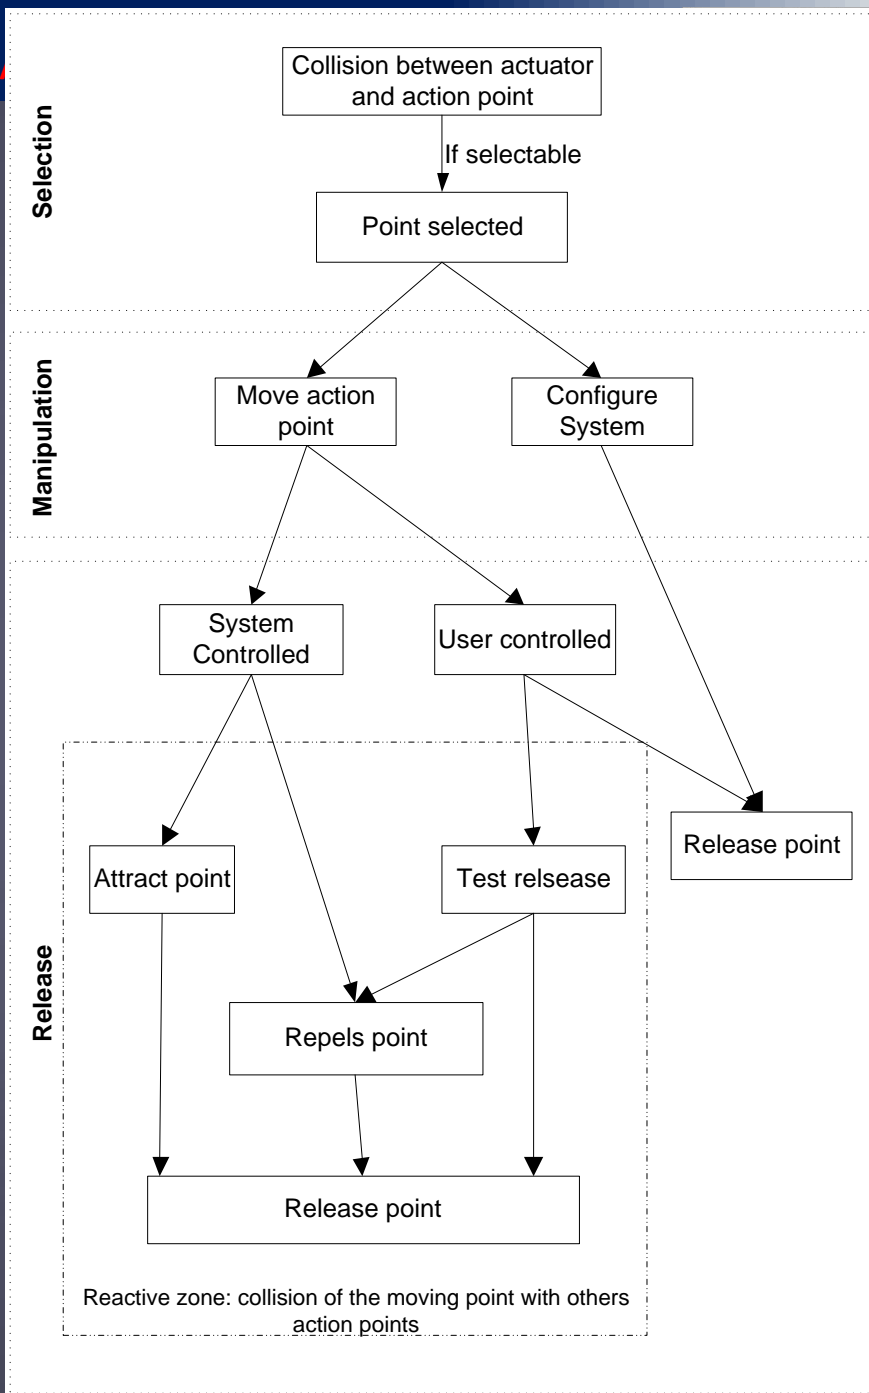 Collision between actuator
and action point
If selectable
Selection
Point selected
Manipulation
Move action
point
Configure
System
System
Controlled
User controlled
Release point
Attract point
Test relsease
Release
Repels point
Release point
Reactive zone: collision of the moving point with others
action points